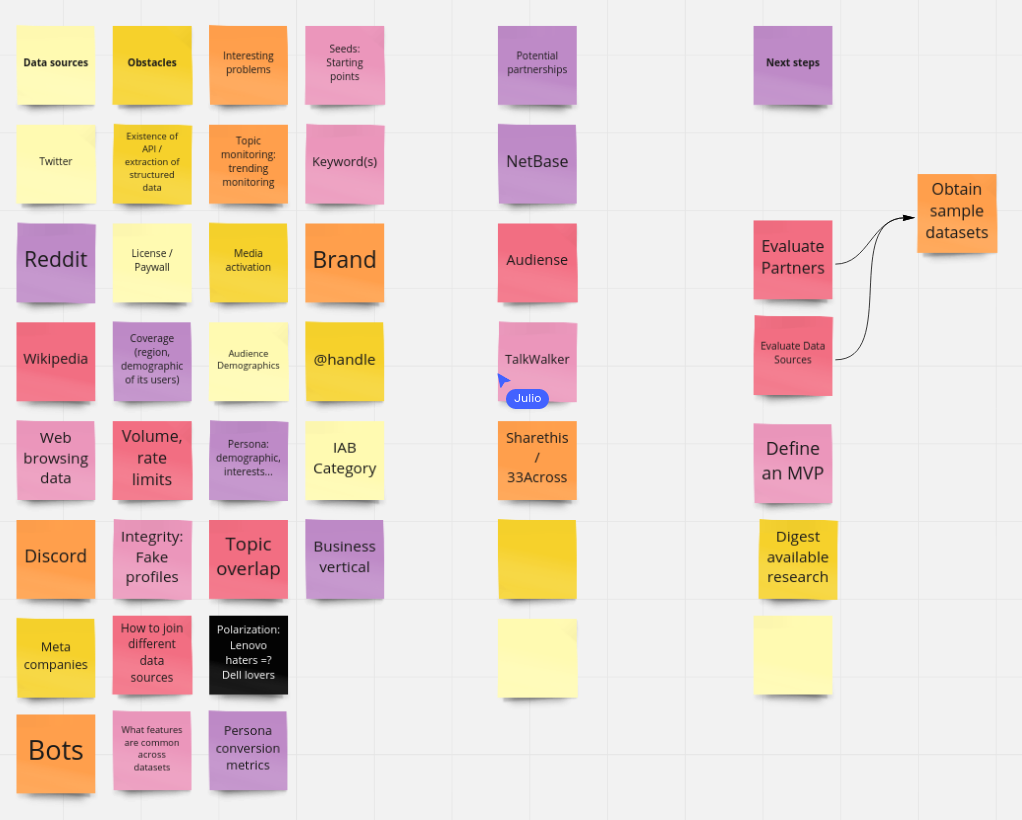 Data sources
Obstacles
Interesting
problems
Seeds:
Starting
points
Potential
partnerships
Next steps
Twitter
Existence of
API /
extraction of
structured
data
Topic
monitoring:
trending
monitoring
Keyword(s)
NetBase
Obtain
sample
datasets
Reddit
License /
Paywall
Media
activation
Brand
Audiense
Evaluate
Partners
Wikipedia
Coverage
(region,
demographic
of its users)
Audience
Demographics
@handle
TalkWalker
Julio
Evaluate Data
Sources
Web
browsing
data
Volume,
rate
limits
Persona:
demographic,
interests...
IAB
Category
Sharethis
/
33Across
Define
an MVP
Discord
Integrity:
Fake
profiles
Topic
overlap
Business
vertical
Digest
available
research
Meta
companies
How to join
different
data
sources
Polarization:
Lenovo
haters =?
Dell lovers
Bots
What features
are common
across
datasets
Persona
conversion
metrics